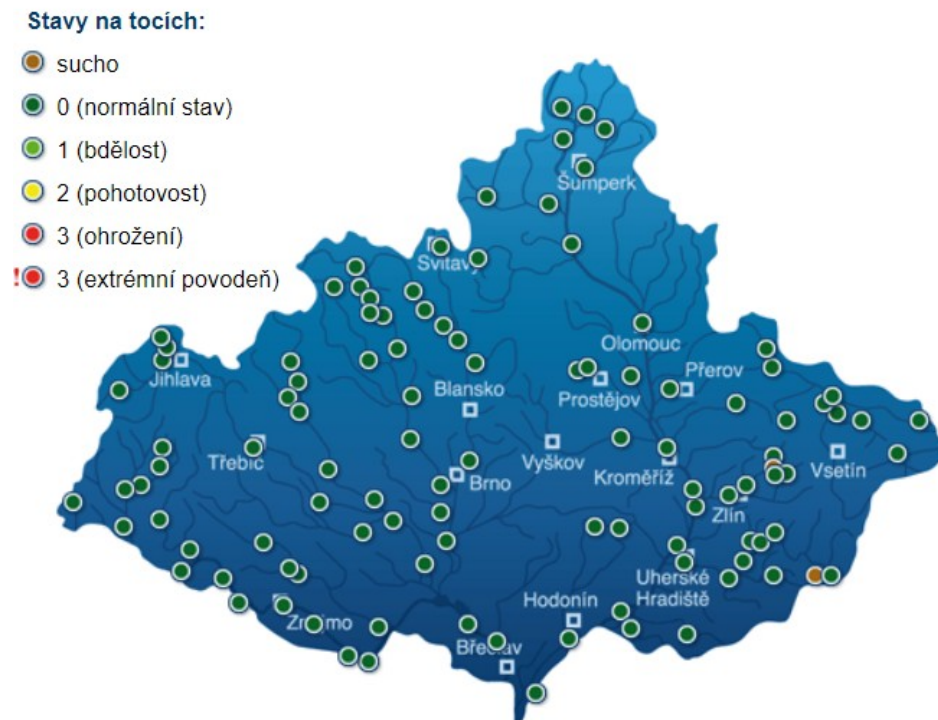 Stavy na tocích:
sucho
0 (normální stav)
1 (bdělost)
2 (pohotovost)
3 (ohrožení)
! 3 (extrémní povodeň)
Šumperk
Svitavy
Olomouc
Jihlava
Přerov
Prostějov
Blansko
Třebíč
Vyškov
Kroměříž
Vsetín
Brno
Zlín
Uherské
Hradiště
Hodonín
Znojmo
Břeclav